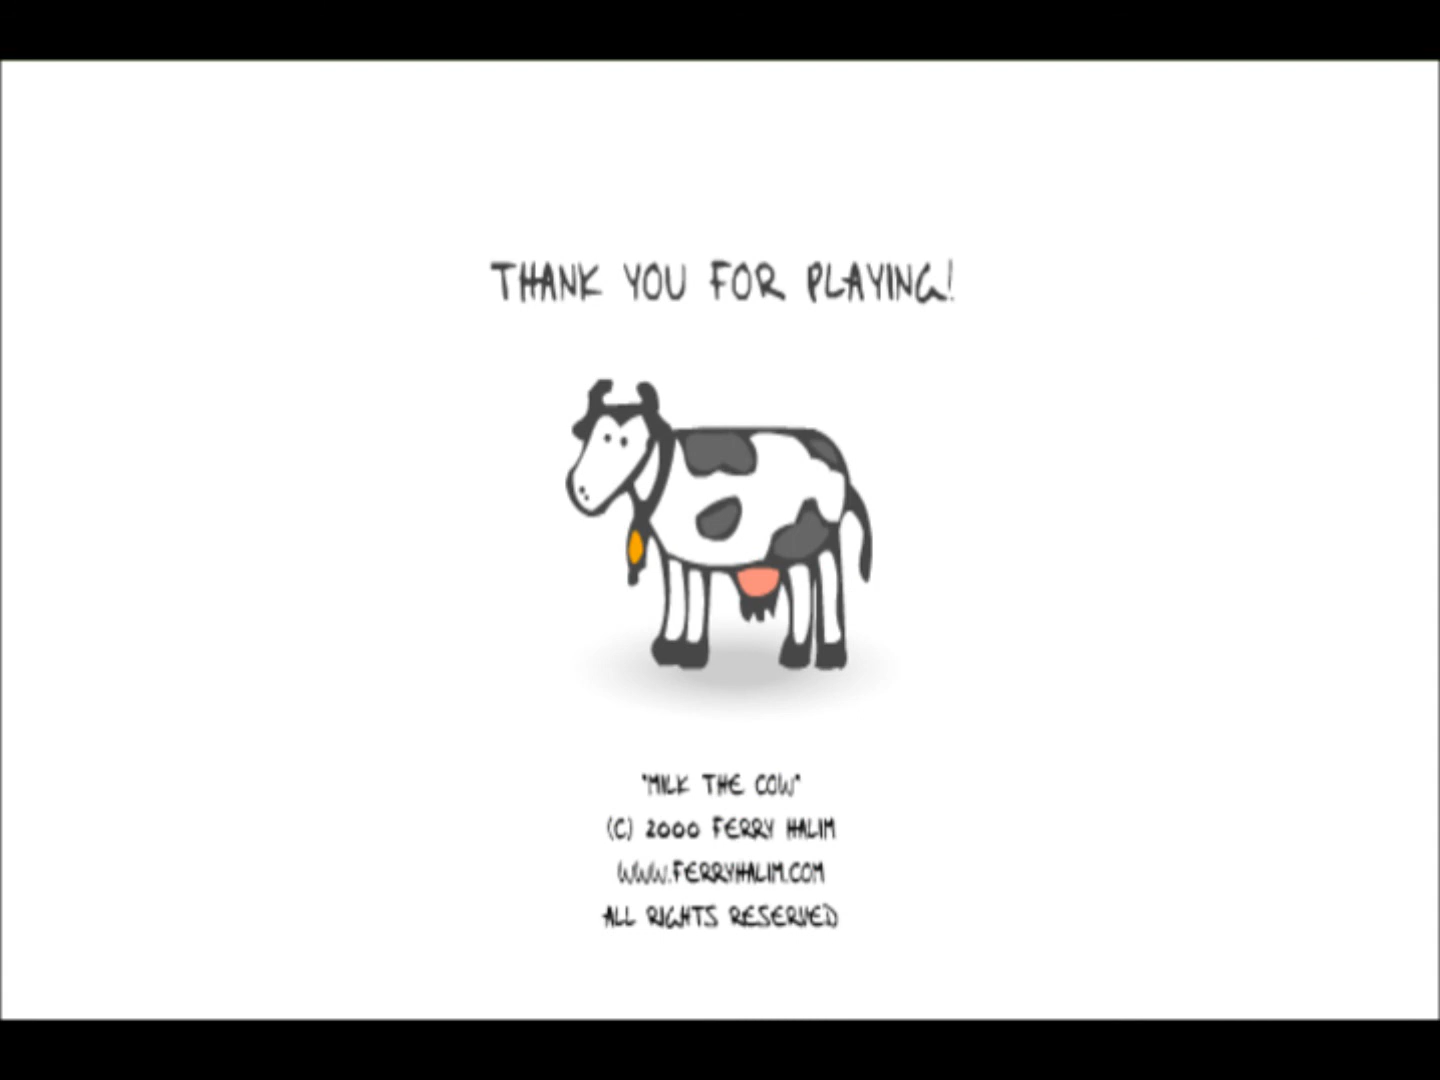 THANK YOU FOR PLAYING!
"MILK THE COW"
(C) 2000 FERRY HALIM
WWW.FERRYHALIM.COM
ALL RIGHTS RESERVED